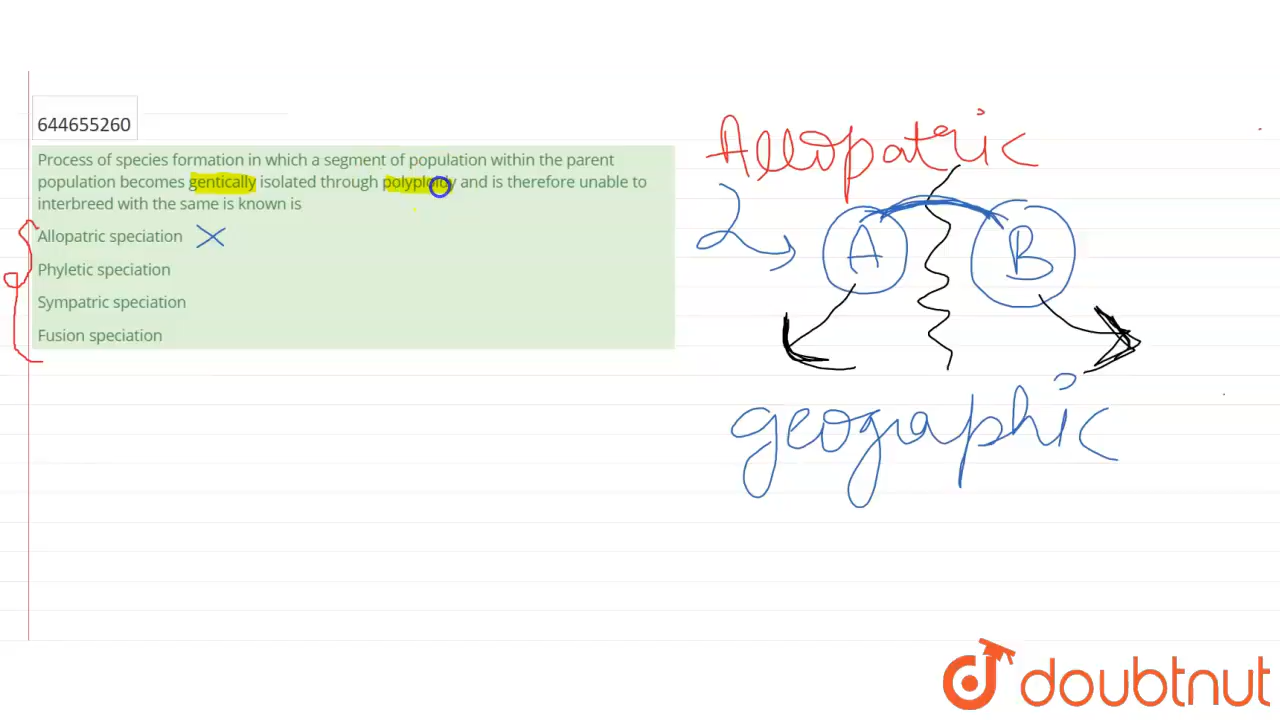 644655260
Process of species formation in which a segment of population within the parent
population becomes gentically isolated through polyploidy and is therefore unable to
interbreed with the same is known is
Allopatric speciation
Phyletic speciation
Sympatric speciation
Fusion speciation
Allopatric
2 A B
geographic
doubtnut